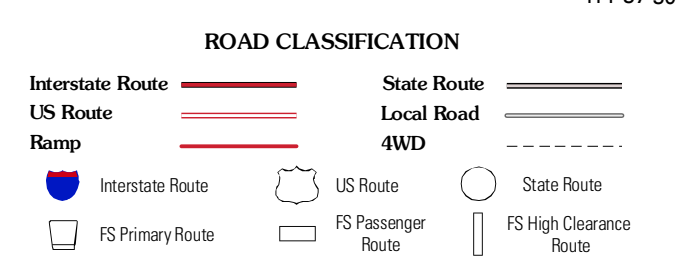 ROAD CLASSIFICATION
Interstate Route
State Route
US Route
Local Road
Ramp
4WD
Interstate Route
US Route
State Route
FS Primary Route
FS Passenger
Route
FS High Clearance
Route